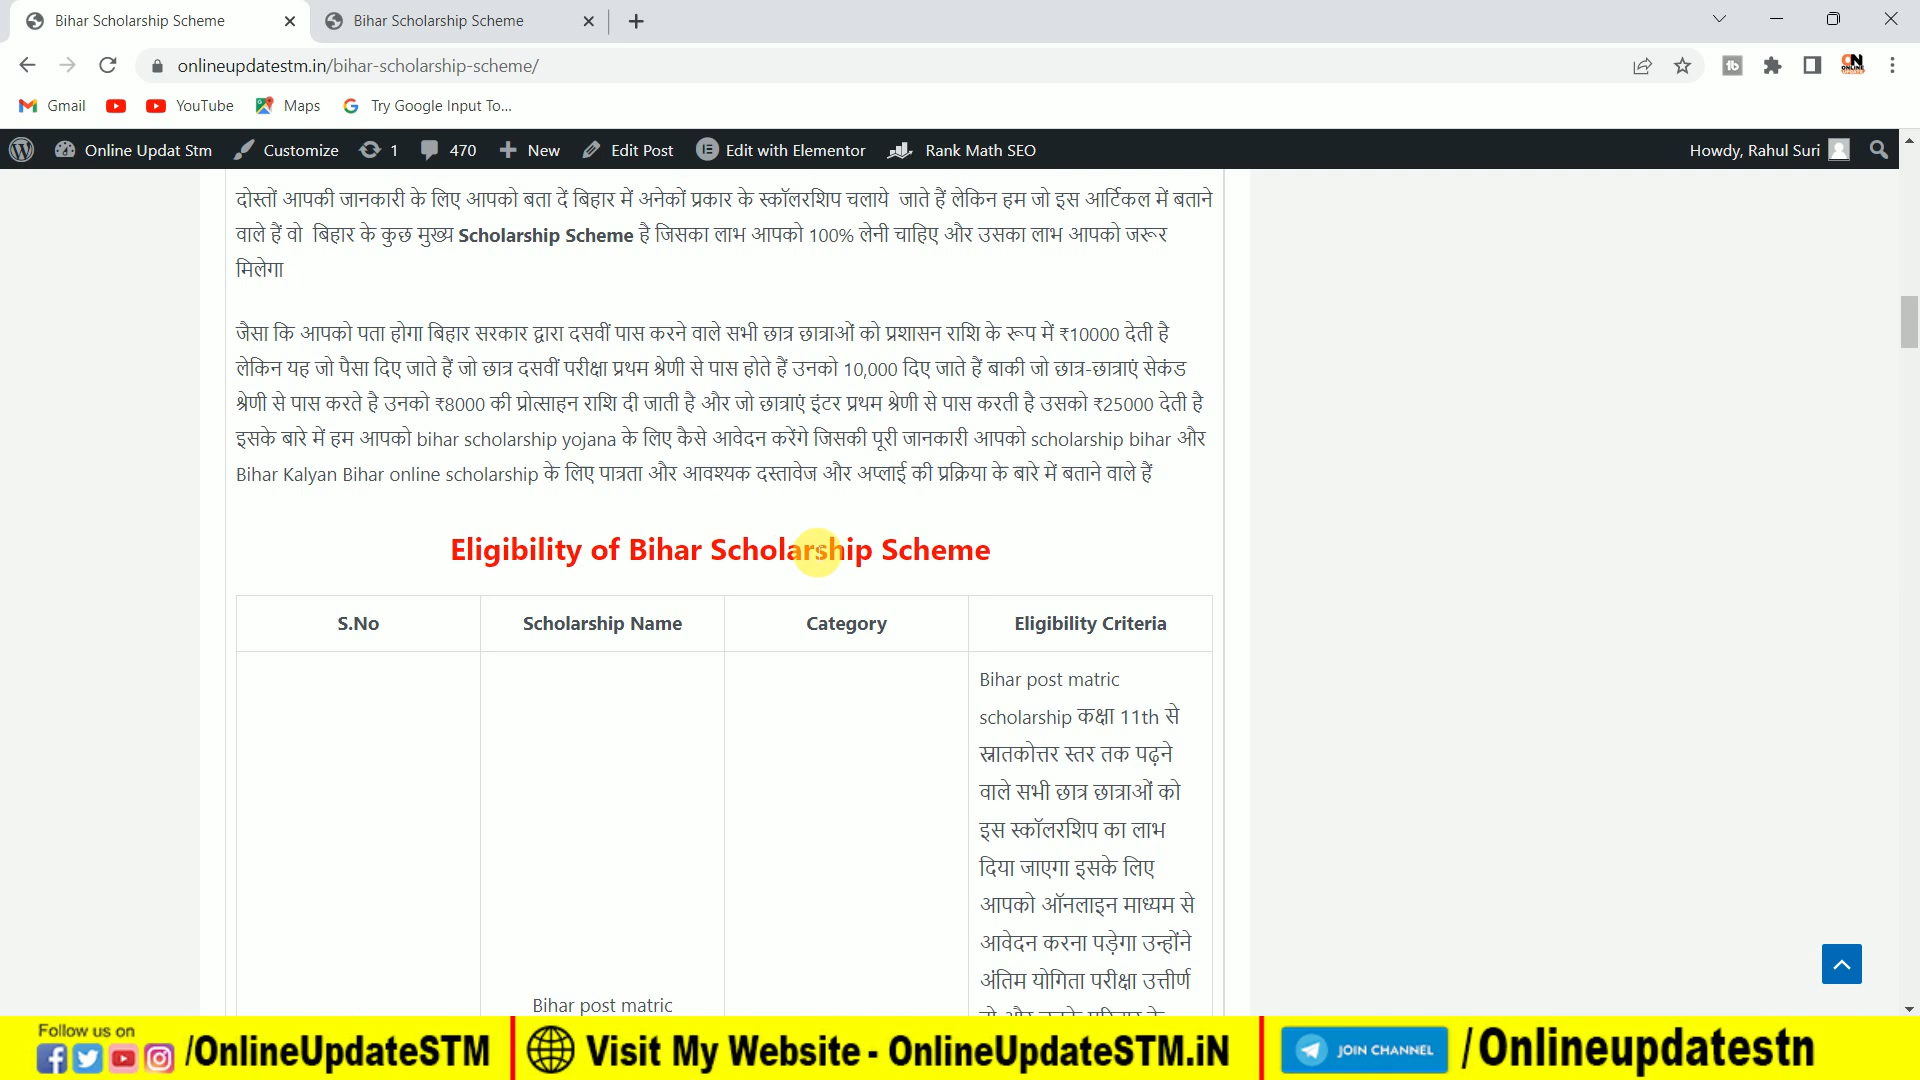 Bihar Scholarship Scheme
Bihar Scholarship Scheme
onlineupdatestm.in/bihar-scholarship-scheme/
Gmail
YouTube
Maps
Try Google Input To...
Online Updat Stm
Customize
1
470
New
Edit Post
Edit with Elementor
Rank Math SEO
Howdy, Rahul Suri
दोस्तों आपकी जानकारी के लिए आपको बता दें बिहार में अनेकों प्रकार के स्कॉलरशिप चलाये जाते हैं लेकिन हम जो इस आर्टिकल में बताने
वाले हैं वो बिहार के कुछ मुख्य Scholarship Scheme है जिसका लाभ आपको 100% लेनी चाहिए और उसका लाभ आपको जरूर
मिलेगा
जैसा कि आपको पता होगा बिहार सरकार द्वारा दसवीं पास करने वाले सभी छात्र छात्राओं को प्रशासन राशि के रूप में ₹10000 देती है
लेकिन यह जो पैसा दिए जाते हैं जो छात्र दसवीं परीक्षा प्रथम श्रेणी से पास होते हैं उनको 10,000 दिए जाते हैं बाकी जो छात्र-छात्राएं सेकंड
श्रेणी से पास करते है उनको ₹8000 की प्रोत्साहन राशि दी जाती है और जो छात्राएं इंटर प्रथम श्रेणी से पास करती है उसको ₹25000 देती है
इसके बारे में हम आपको bihar scholarship yojana के लिए कैसे आवेदन करेंगे जिसकी पूरी जानकारी आपको scholarship bihar और
Bihar Kalyan Bihar online scholarship के लिए पात्रता और आवश्यक दस्तावेज और अप्लाई की प्रक्रिया के बारे में बताने वाले हैं
Eligibility of Bihar Scholarship Scheme
S.No
Scholarship Name
Category
Eligibility Criteria
Bihar post matric
scholarship कक्षा 11th से
स्नातकोत्तर स्तर तक पढ़ने
वाले सभी छात्र छात्राओं को
इस स्कॉलरशिप का लाभ
दिया जाएगा इसके लिए
आपको ऑनलाइन माध्यम से
आवेदन करना पड़ेगा उन्होंने
अंतिम योगिता परीक्षा उत्तीर्ण
Bihar post matric
Follow us on
/OnlineUpdateSTM
Visit My Website - OnlineUpdateSTM.iN
JOIN CHANNEL
/Onlineupdatestn